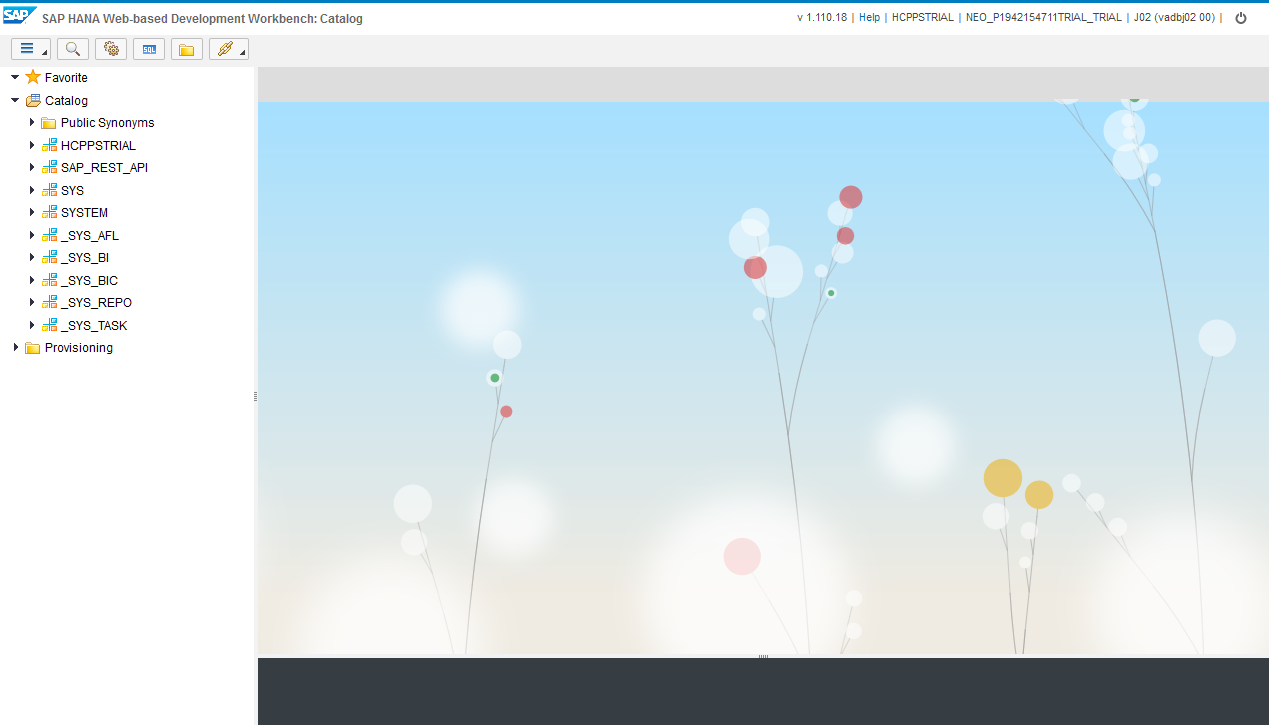 SAP SAP HANA Web-based Development Workbench: Catalog
v 1.110.18 | Help | HCPPSTRIAL | NEO_P1942154711TRIAL_TRIAL | J02 (vadbj02 00) |
SQL
Favorite
Catalog
Public Synonyms
HCPPSTRIAL
SAP_REST_API
SYS
SYSTEM
_SYS_AFL
_SYS_BI
_SYS_BIC
_SYS_REPO
_SYS_TASK
Provisioning